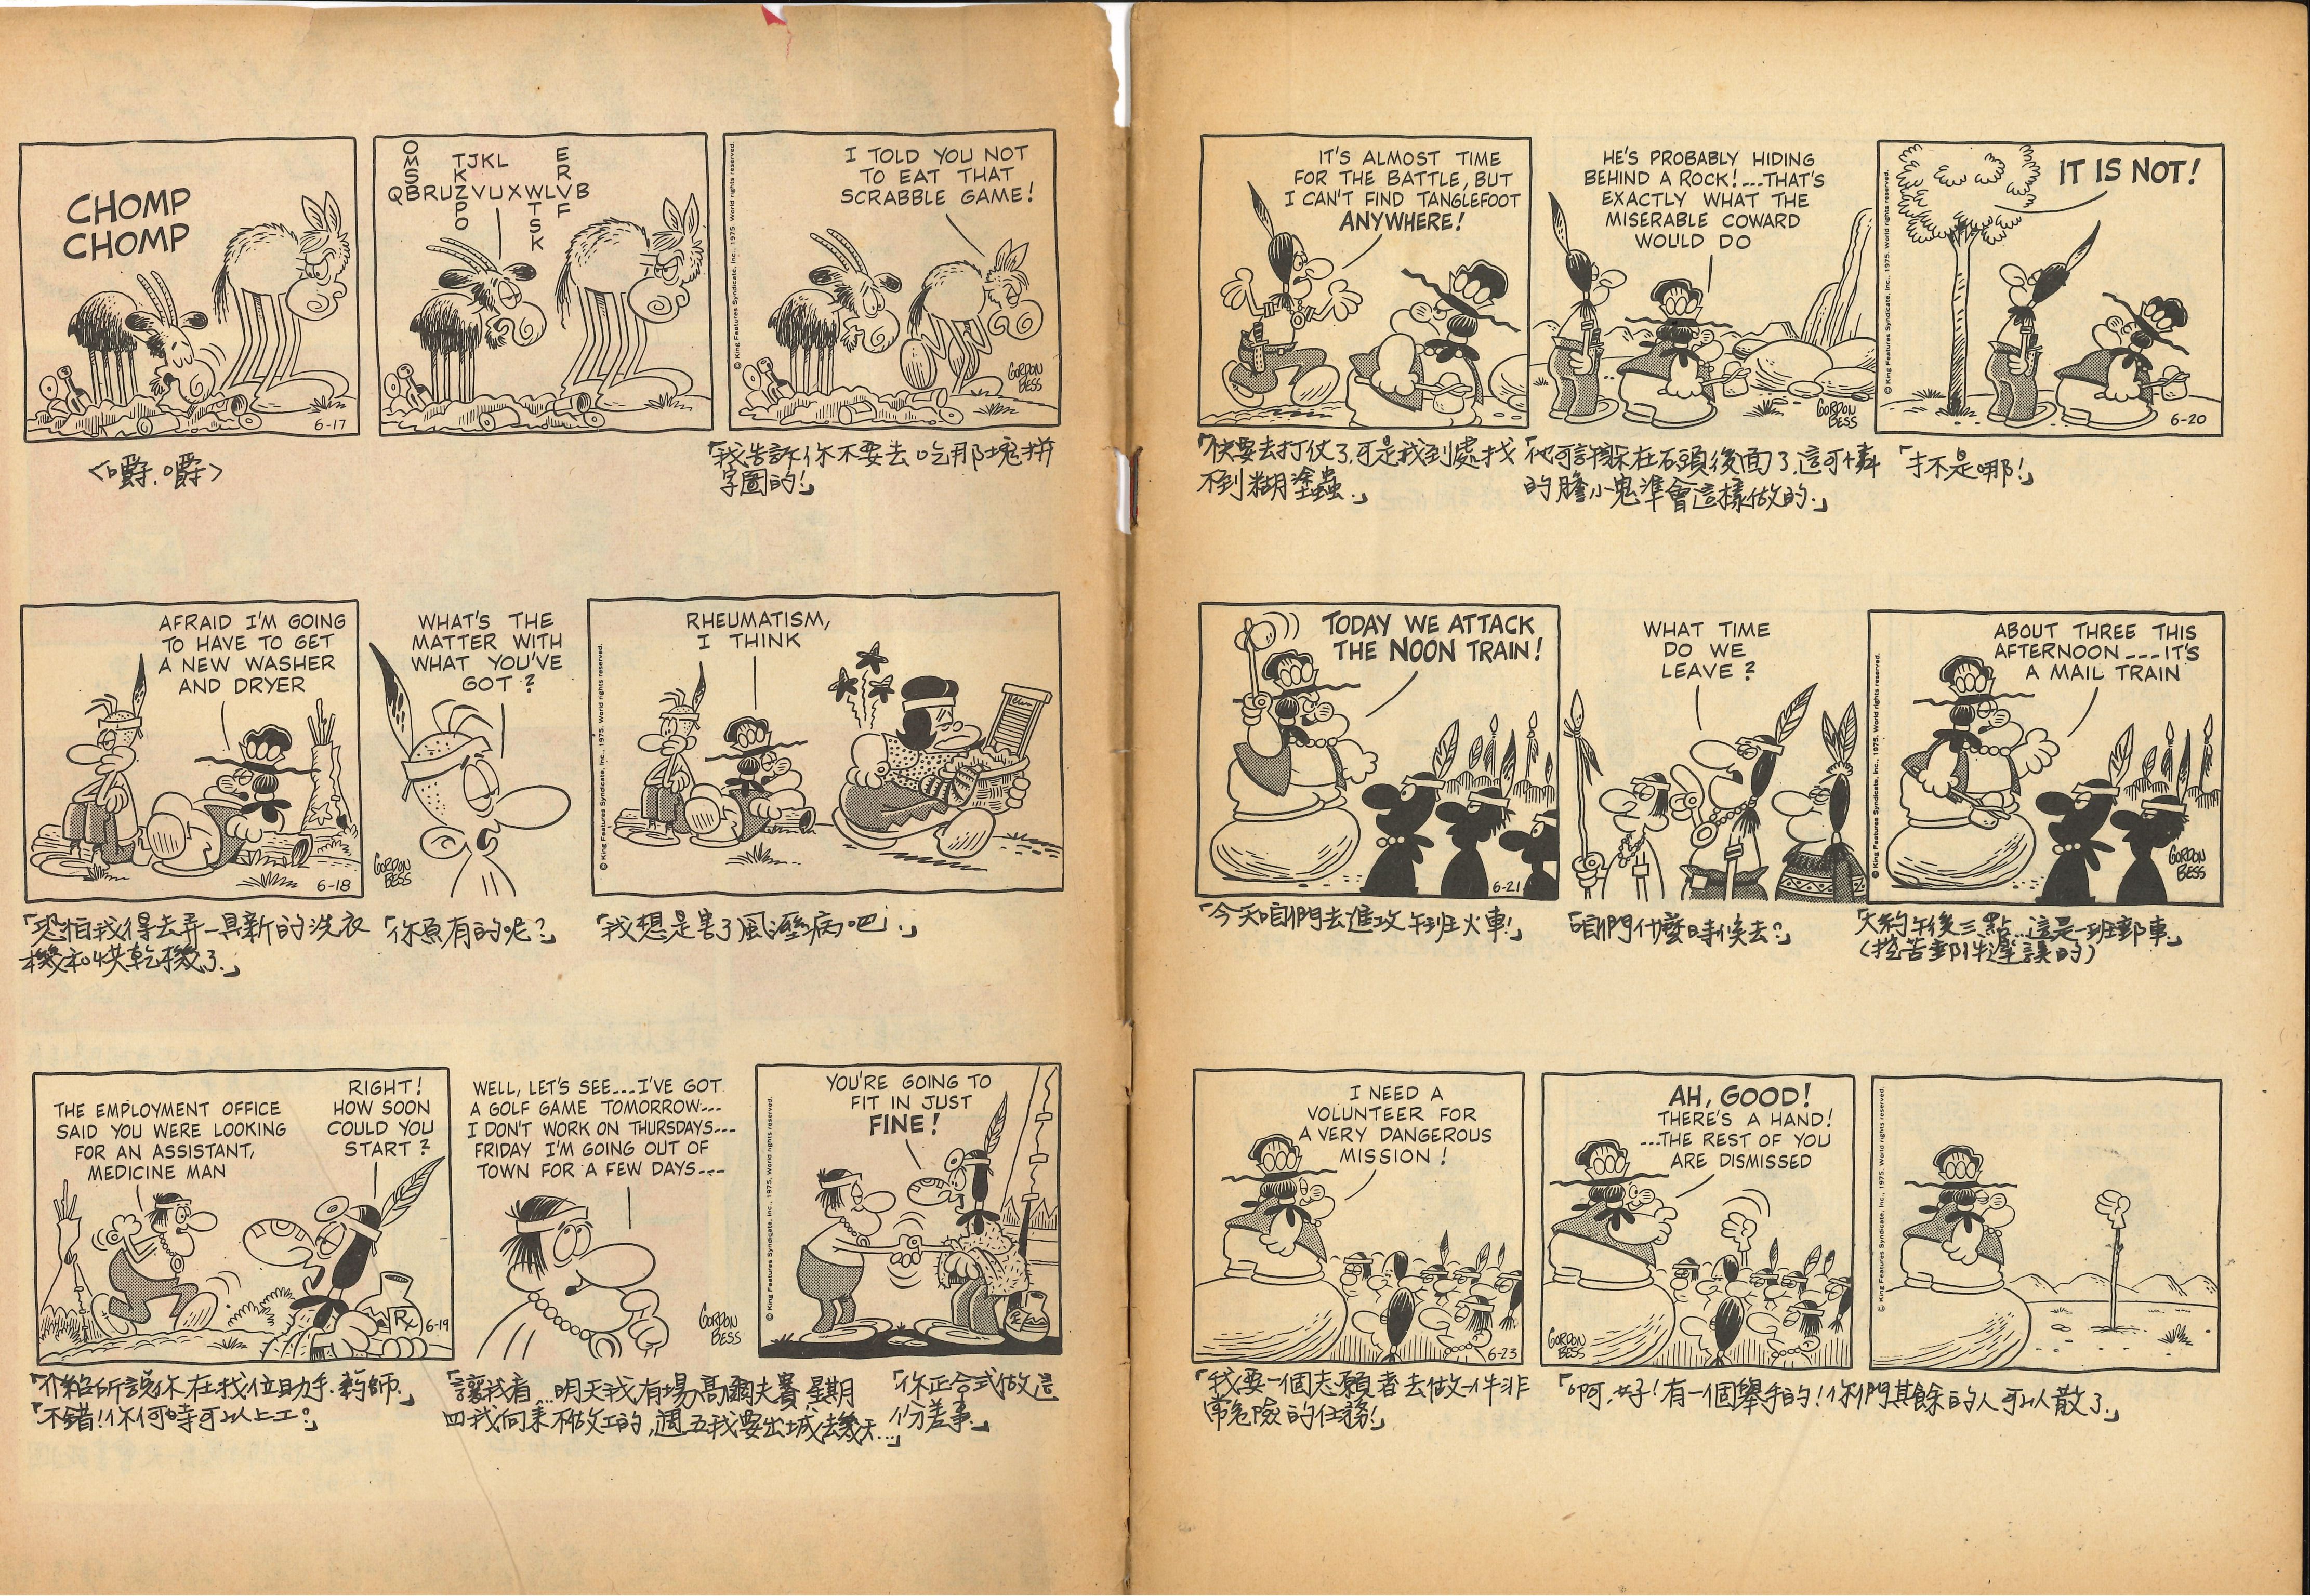 CHOMP
CHOMP
6-17
O
M
S
QBRUZVUXWLVB
TJKL
K
Z
P
O
T
S
K
E
R
V
F
I TOLD YOU NOT
TO EAT THAT
SCRABBLE GAME!
© King Features Syndicate, Inc., 1975. World rights reserved.
GORDON
BESS
〈嚼.嚼〉
「我告訴你不要去吃那塊拼
字圖的!」
AFRAID I'M GOING
TO HAVE TO GET
A NEW WASHER
AND DRYER
6-18
WHAT'S THE
MATTER WITH
WHAT YOU'VE
GOT?
GORDON
BESS
RHEUMATISM,
I THINK
© King Features Syndicate, Inc., 1975. World rights reserved.
「恐怕我得去弄一具新的洗衣
機和烘乾機了.」
「你原有的呢?」
「我想是害了風濕病吧.」
THE EMPLOYMENT OFFICE
SAID YOU WERE LOOKING
FOR AN ASSISTANT,
MEDICINE MAN
RIGHT!
HOW SOON
COULD YOU
START?
Rx
6-19
WELL, LET'S SEE...I'VE GOT
A GOLF GAME TOMORROW...
I DON'T WORK ON THURSDAYS...
FRIDAY I'M GOING OUT OF
TOWN FOR A FEW DAYS...
GORDON
BESS
YOU'RE GOING TO
FIT IN JUST
FINE!
© King Features Syndicate, Inc., 1975. World rights reserved.
「介紹所說你在找位助手.藥師.」
「不錯!你何時可以上工?」
「讓我看...明天我有場高爾夫賽,星期
四我向來不做工的,週五我要出城去幾天...」
「你正合式做這
份差事.」
IT'S ALMOST TIME
FOR THE BATTLE, BUT
I CAN'T FIND TANGLEFOOT
ANYWHERE!
HE'S PROBABLY HIDING
BEHIND A ROCK!...THAT'S
EXACTLY WHAT THE
MISERABLE COWARD
WOULD DO
GORDON
BESS
IT IS NOT!
© King Features Syndicate, Inc., 1975. World rights reserved.
6-20
「快要去打仗了,可是我到處找
不到糊塗蟲.」
「他可能躲在石頭後面了,這可憐
的膽小鬼準會這樣做的.」
「才不是哪!」
TODAY WE ATTACK
THE NOON TRAIN!
6-21
WHAT TIME
DO WE
LEAVE?
ABOUT THREE THIS
AFTERNOON...IT'S
A MAIL TRAIN
© King Features Syndicate, Inc., 1975. World rights reserved.
GORDON
BESS
「今天咱們去進攻午班火車!」
「咱們什麼時候去?」
「大約午後三點...這是一班郵車.」
(挖苦郵件遲誤的)
I NEED A
VOLUNTEER FOR
A VERY DANGEROUS
MISSION!
6-23
AH, GOOD!
THERE'S A HAND!
...THE REST OF YOU
ARE DISMISSED
GORDON
BESS
© King Features Syndicate, Inc., 1975. World rights reserved.
「我要一個志願者去做一件非
常危險的任務!」
「啊,好!有一個舉手的!你們其餘的人可以散了.」